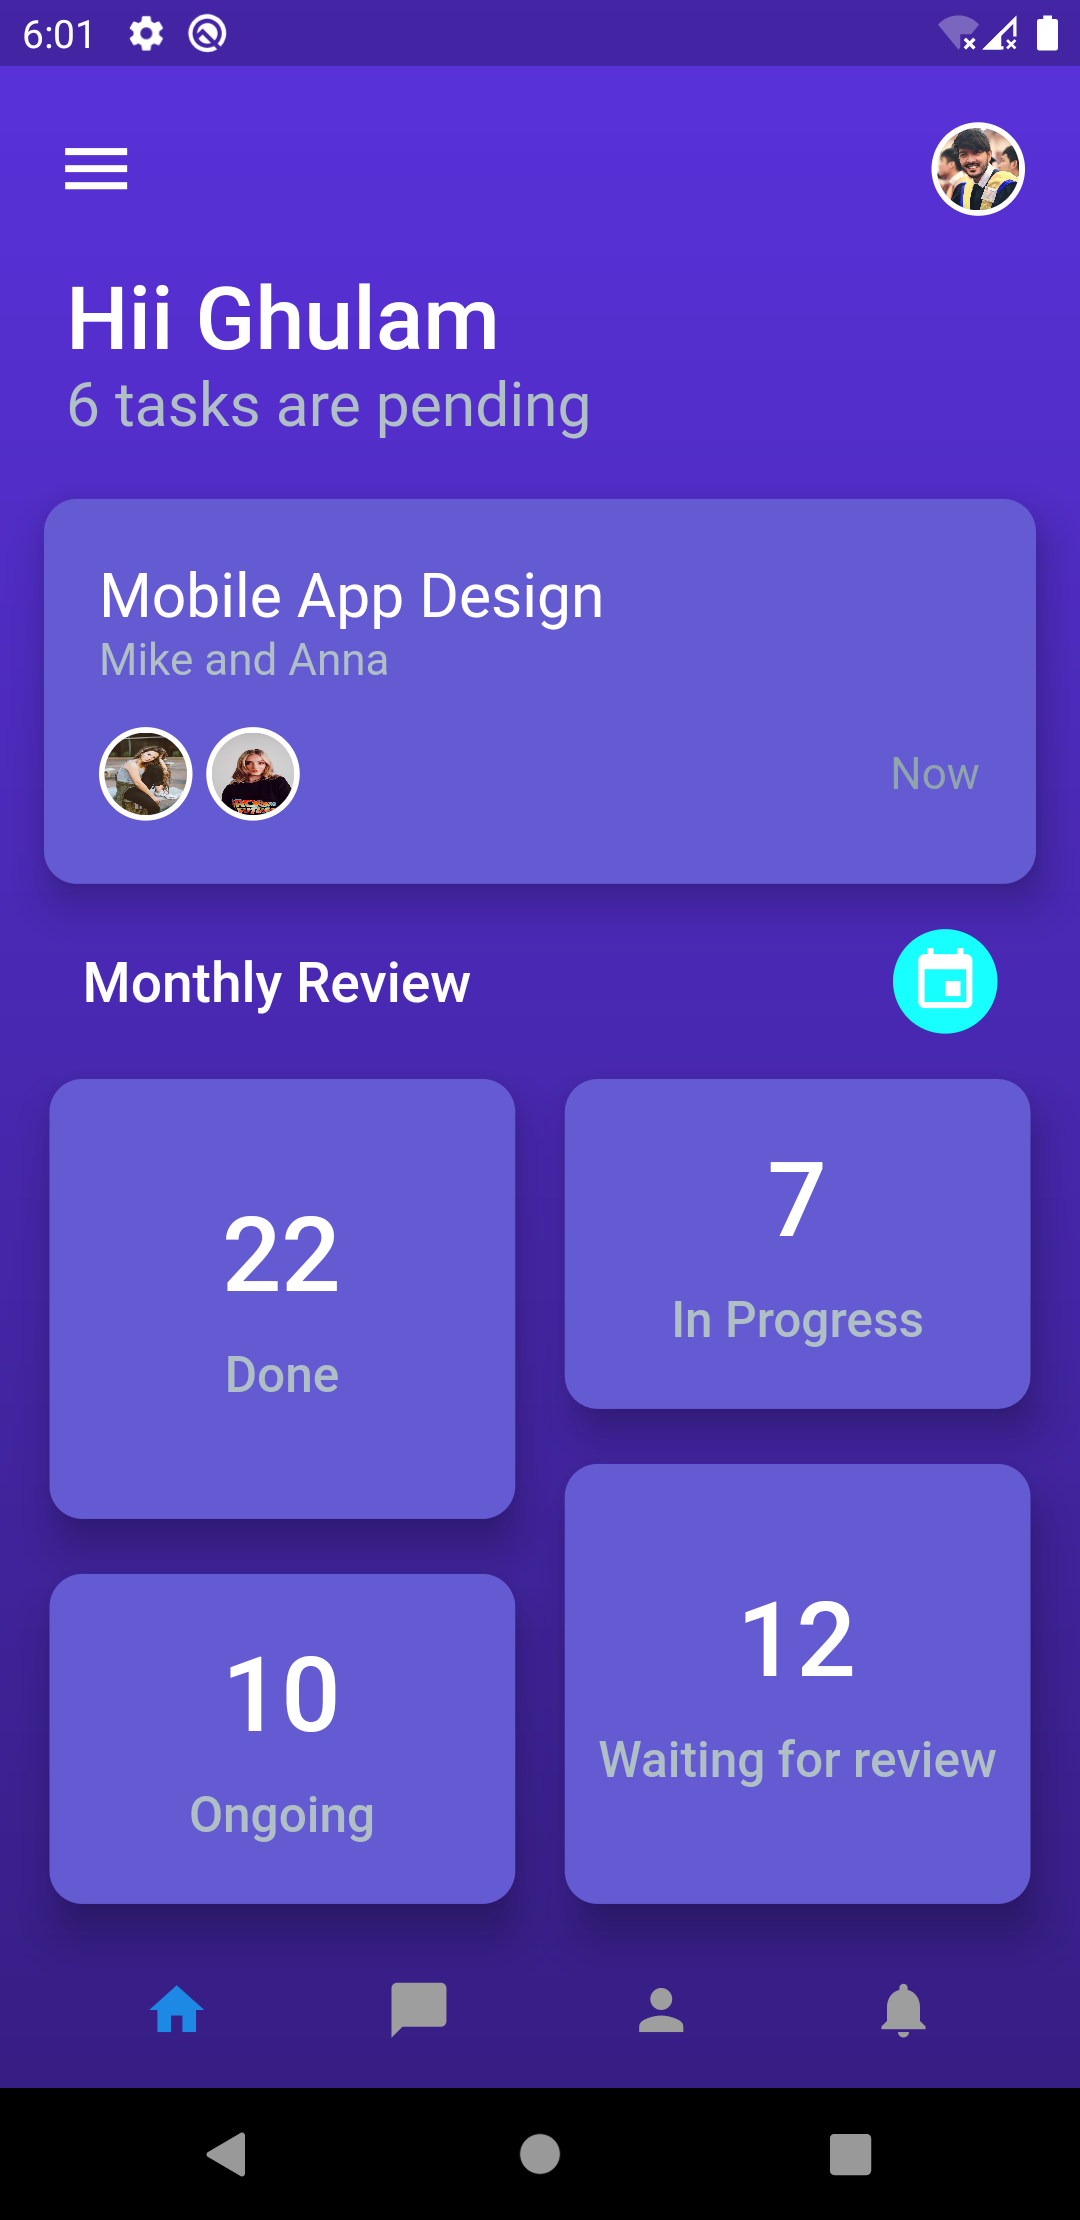 6:01
Hii Ghulam
6 tasks are pending
Mobile App Design
Mike and Anna
Now
Monthly Review
22
Done
7
In Progress
10
Ongoing
12
Waiting for review